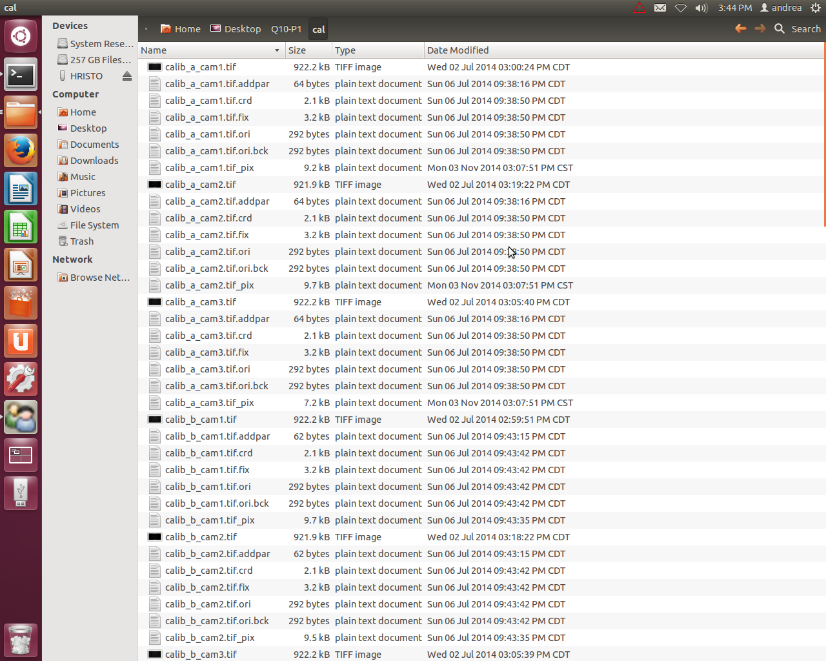 cal
3:44 PM andrea
Devices
System Rese...
257 GB Files...
HRISTO
Computer
Home
Desktop
Documents
Downloads
Music
Pictures
Videos
File System
Trash
Network
Browse Net...
Home Desktop Q10-P1 cal Search
Name Size Type Date Modified
calib_a_cam1.tif 922.2 kB TIFF image Wed 02 Jul 2014 03:00:24 PM CDT
calib_a_cam1.tif.addpar 64 bytes plain text document Sun 06 Jul 2014 09:38:16 PM CDT
calib_a_cam1.tif.crd 2.1 kB plain text document Sun 06 Jul 2014 09:38:50 PM CDT
calib_a_cam1.tif.fix 3.2 kB plain text document Sun 06 Jul 2014 09:38:50 PM CDT
calib_a_cam1.tif.ori 292 bytes plain text document Sun 06 Jul 2014 09:38:50 PM CDT
calib_a_cam1.tif.ori.bck 292 bytes plain text document Sun 06 Jul 2014 09:38:50 PM CDT
calib_a_cam1.tif_pix 9.2 kB plain text document Mon 03 Nov 2014 03:07:51 PM CST
calib_a_cam2.tif 921.9 kB TIFF image Wed 02 Jul 2014 03:19:22 PM CDT
calib_a_cam2.tif.addpar 64 bytes plain text document Sun 06 Jul 2014 09:38:16 PM CDT
calib_a_cam2.tif.crd 2.1 kB plain text document Sun 06 Jul 2014 09:38:50 PM CDT
calib_a_cam2.tif.fix 3.2 kB plain text document Sun 06 Jul 2014 09:38:50 PM CDT
calib_a_cam2.tif.ori 292 bytes plain text document Sun 06 Jul 2014 09:38:50 PM CDT
calib_a_cam2.tif.ori.bck 292 bytes plain text document Sun 06 Jul 2014 09:38:50 PM CDT
calib_a_cam2.tif_pix 9.7 kB plain text document Mon 03 Nov 2014 03:07:51 PM CST
calib_a_cam3.tif 922.2 kB TIFF image Wed 02 Jul 2014 03:05:40 PM CDT
calib_a_cam3.tif.addpar 64 bytes plain text document Sun 06 Jul 2014 09:38:16 PM CDT
calib_a_cam3.tif.crd 2.1 kB plain text document Sun 06 Jul 2014 09:38:50 PM CDT
calib_a_cam3.tif.fix 3.2 kB plain text document Sun 06 Jul 2014 09:38:50 PM CDT
calib_a_cam3.tif.ori 292 bytes plain text document Sun 06 Jul 2014 09:38:50 PM CDT
calib_a_cam3.tif.ori.bck 292 bytes plain text document Sun 06 Jul 2014 09:38:50 PM CDT
calib_a_cam3.tif_pix 7.2 kB plain text document Mon 03 Nov 2014 03:07:51 PM CST
calib_b_cam1.tif 922.2 kB TIFF image Wed 02 Jul 2014 02:59:51 PM CDT
calib_b_cam1.tif.addpar 62 bytes plain text document Sun 06 Jul 2014 09:43:15 PM CDT
calib_b_cam1.tif.crd 2.1 kB plain text document Sun 06 Jul 2014 09:43:42 PM CDT
calib_b_cam1.tif.fix 3.2 kB plain text document Sun 06 Jul 2014 09:43:42 PM CDT
calib_b_cam1.tif.ori 292 bytes plain text document Sun 06 Jul 2014 09:43:42 PM CDT
calib_b_cam1.tif.ori.bck 292 bytes plain text document Sun 06 Jul 2014 09:43:42 PM CDT
calib_b_cam1.tif_pix 9.7 kB plain text document Sun 06 Jul 2014 09:43:35 PM CDT
calib_b_cam2.tif 921.9 kB TIFF image Wed 02 Jul 2014 03:18:22 PM CDT
calib_b_cam2.tif.addpar 62 bytes plain text document Sun 06 Jul 2014 09:43:15 PM CDT
calib_b_cam2.tif.crd 2.1 kB plain text document Sun 06 Jul 2014 09:43:42 PM CDT
calib_b_cam2.tif.fix 3.2 kB plain text document Sun 06 Jul 2014 09:43:42 PM CDT
calib_b_cam2.tif.ori 292 bytes plain text document Sun 06 Jul 2014 09:43:42 PM CDT
calib_b_cam2.tif.ori.bck 292 bytes plain text document Sun 06 Jul 2014 09:43:42 PM CDT
calib_b_cam2.tif_pix 9.5 kB plain text document Sun 06 Jul 2014 09:43:35 PM CDT
calib_b_cam3.tif 922.2 kB TIFF image Wed 02 Jul 2014 03:05:39 PM CDT